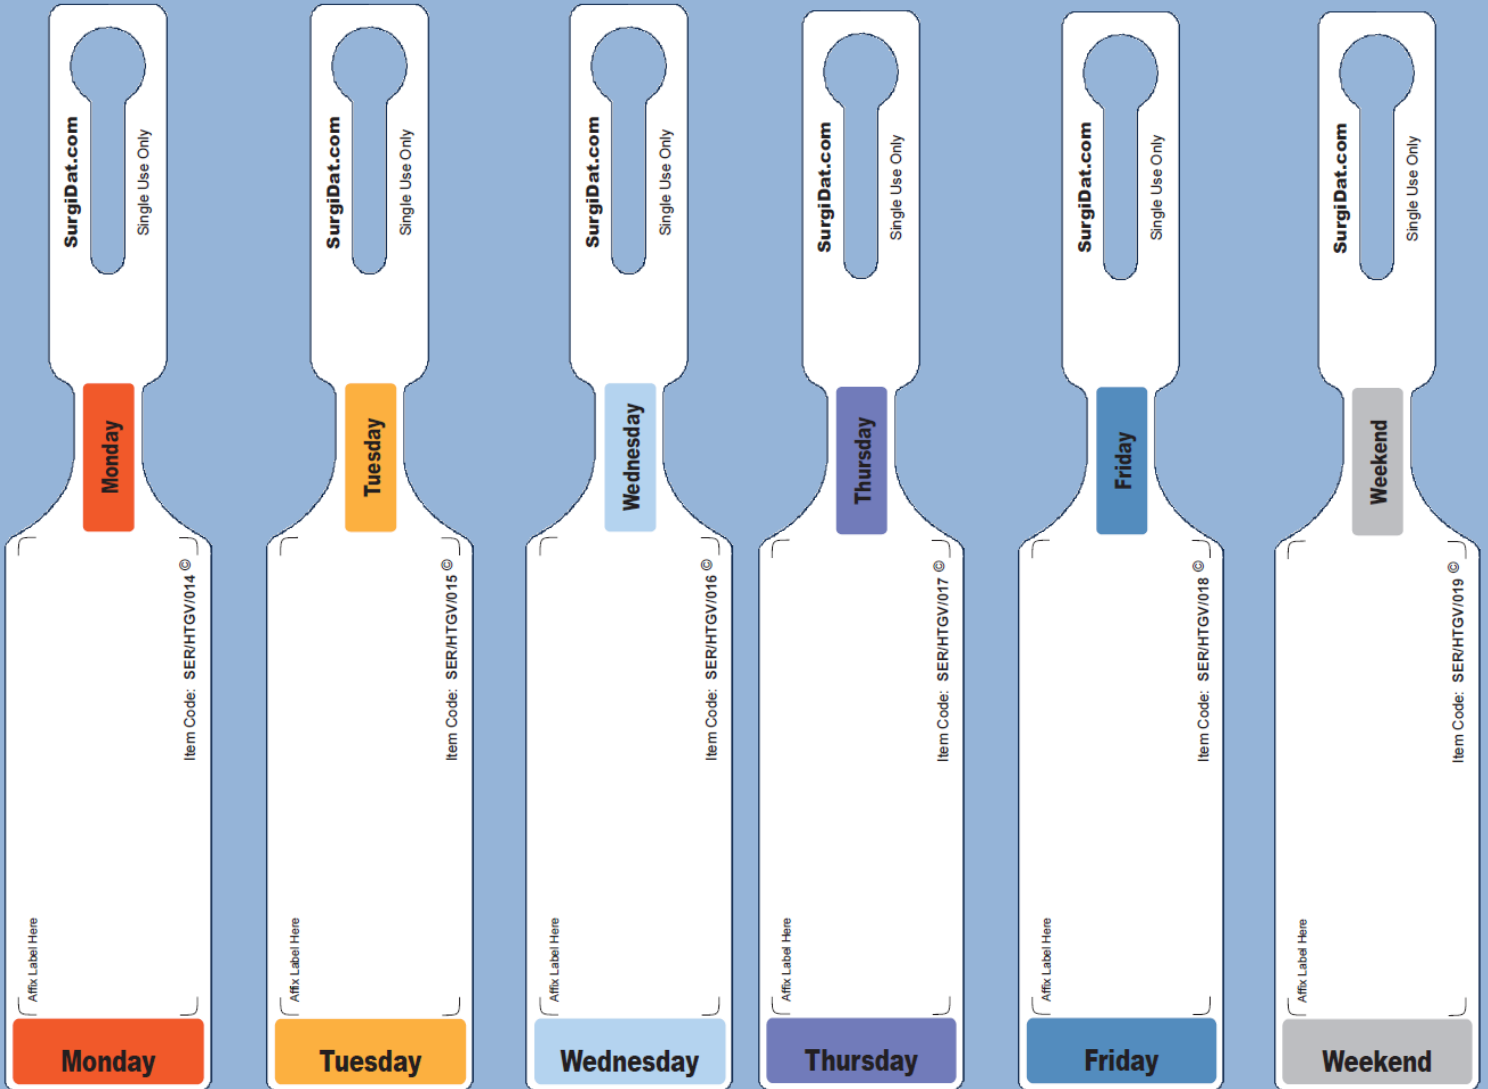 SurgiDat.com
Single Use Only
Monday
Item Code: SER/HTGV/014 ©
Affix Label Here
Monday
SurgiDat.com
Single Use Only
Tuesday
Item Code: SER/HTGV/015 ©
Affix Label Here
Tuesday
SurgiDat.com
Single Use Only
Wednesday
Item Code: SER/HTGV/016 ©
Affix Label Here
Wednesday
SurgiDat.com
Single Use Only
Thursday
Item Code: SER/HTGV/017 ©
Affix Label Here
Thursday
SurgiDat.com
Single Use Only
Friday
Item Code: SER/HTGV/018 ©
Affix Label Here
Friday
SurgiDat.com
Single Use Only
Weekend
Item Code: SER/HTGV/019 ©
Affix Label Here
Weekend